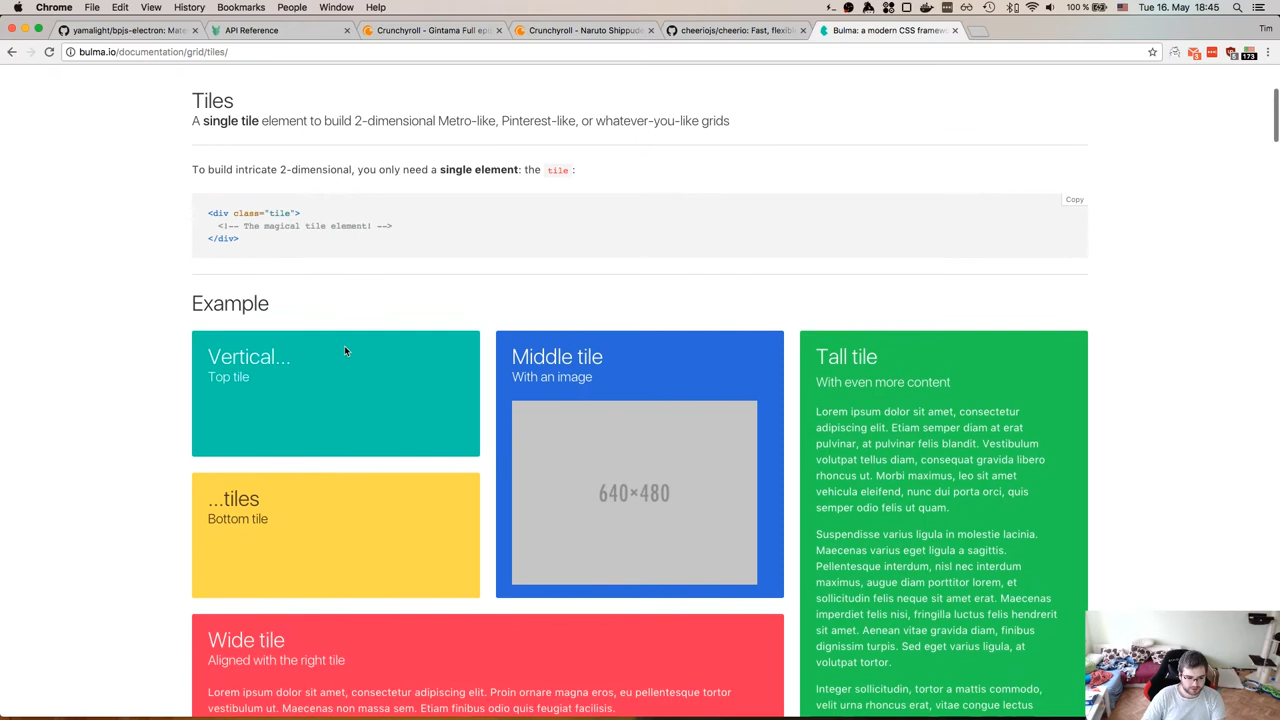 Chrome File Edit View History Bookmarks People Window Help
Tue 16. May 18:45
yamalight/bpjs-electron: Mate
API Reference
Crunchyroll - Gintama Full epi
Crunchyroll - Naruto Shippude
cheeriojs/cheerio: Fast, flexib
Bulma: a modern CSS framew
Tim
bulma.io/documentation/grid/tiles/
Tiles
A single tile element to build 2-dimensional Metro-like, Pinterest-like, or whatever-you-like grids
To build intricate 2-dimensional, you only need a single element: the tile :
Copy
<div class="tile">
<!-- The magical tile element! -->
</div>
Example
Vertical...
Top tile
...tiles
Bottom tile
Middle tile
With an image
640×480
Wide tile
Aligned with the right tile
Lorem ipsum dolor sit amet, consectetur adipiscing elit. Proin ornare magna eros, eu pellentesque tortor
vestibulum ut. Maecenas non massa sem. Etiam finibus odio quis feugiat facilisis.
Tall tile
With even more content
Lorem ipsum dolor sit amet, consectetur
adipiscing elit. Etiam semper diam at erat
pulvinar, at pulvinar felis blandit. Vestibulum
volutpat tellus diam, consequat gravida libero
rhoncus ut. Morbi maximus, leo sit amet
vehicula eleifend, nunc dui porta orci, quis
semper odio felis ut quam.
Suspendisse varius ligula in molestie lacinia.
Maecenas varius eget ligula a sagittis.
Pellentesque interdum, nisl nec interdum
maximus, augue diam porttitor lorem, et
sollicitudin felis neque sit amet erat. Maecenas
imperdiet felis nisi, fringilla luctus felis hendrerit
sit amet. Aenean vitae gravida diam, finibus
dignissim turpis. Sed eget varius ligula, at
volutpat tortor.
Integer sollicitudin, tortor a mattis commodo,
velit urna rhoncus erat, vitae congue lectus